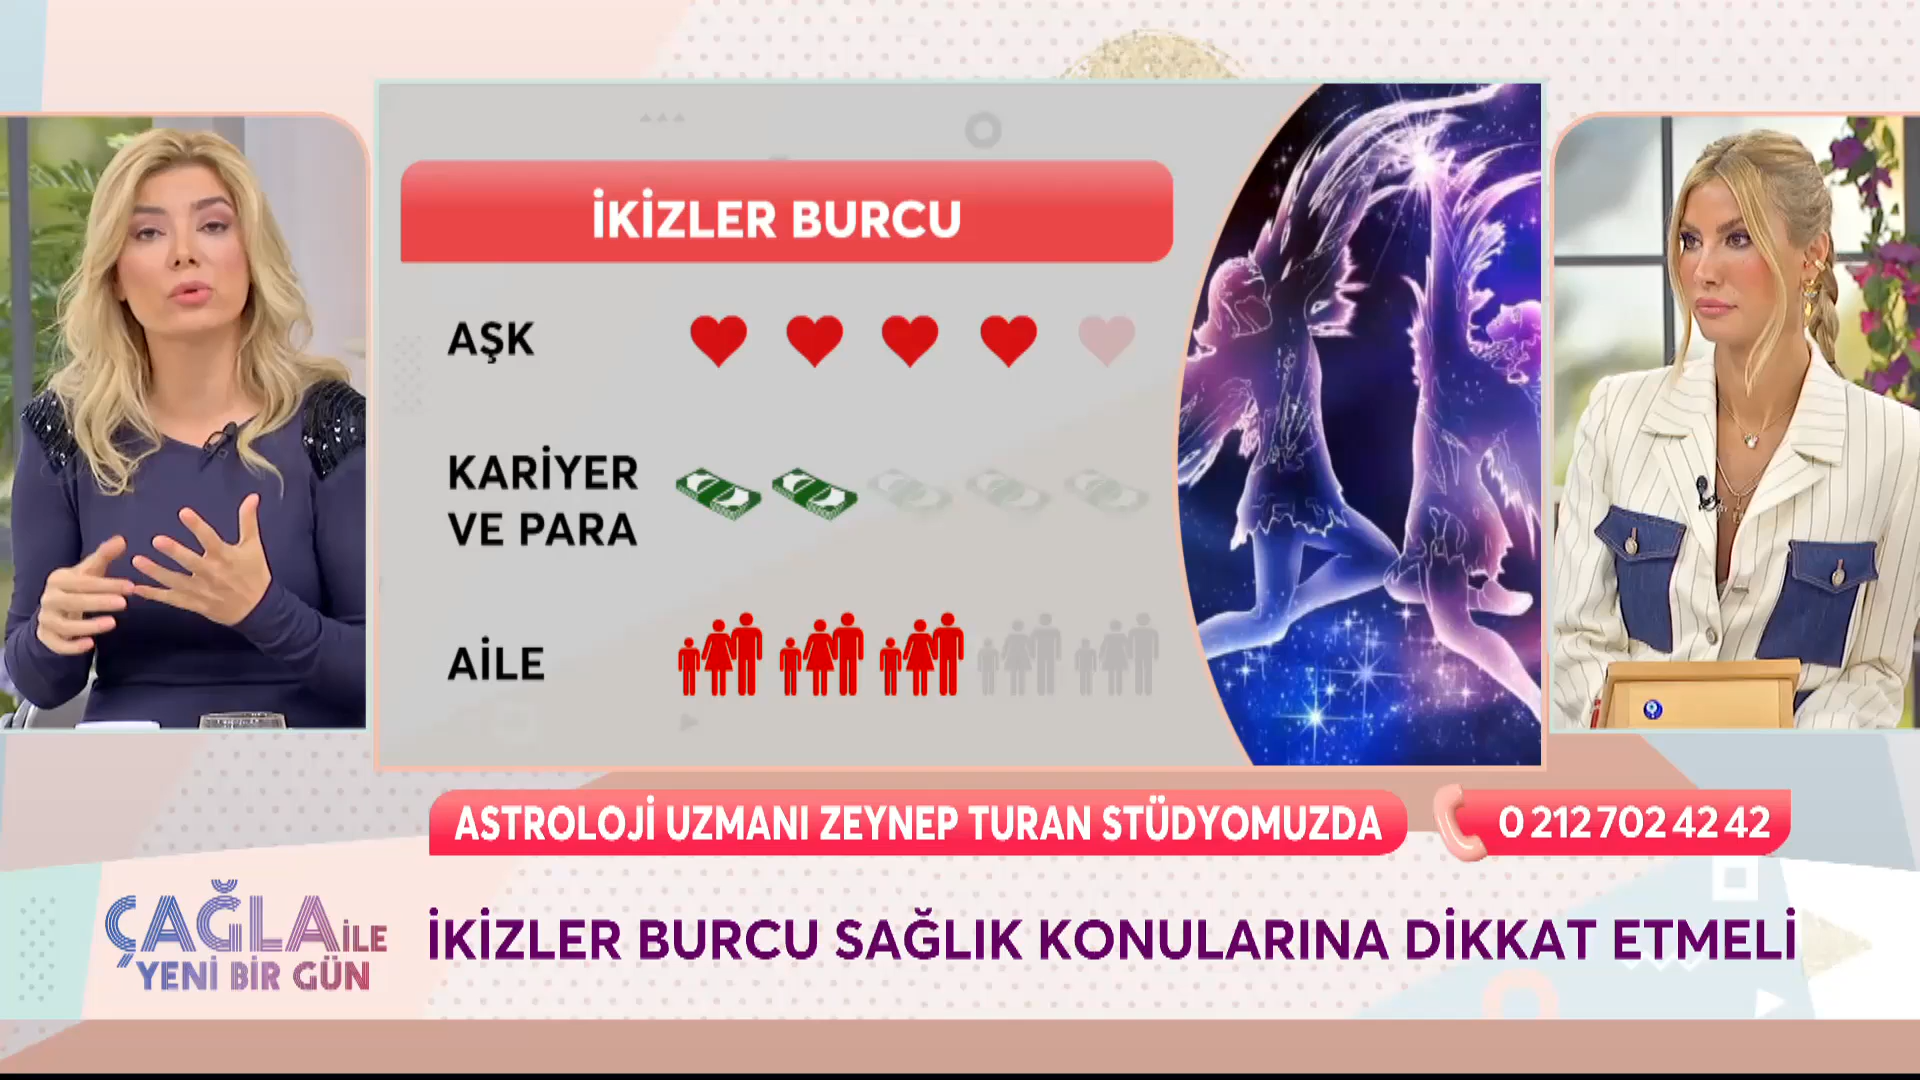 İKİZLER BURCU
AŞK
KARİYER
VE PARA
AİLE
ASTROLOJİ UZMANI ZEYNEP TURAN STÜDYOMUZDA
0 212 702 42 42
ÇAĞLA İLE
YENİ BİR GÜN
İKİZLER BURCU SAĞLIK KONULARINA DİKKAT ETMELİ